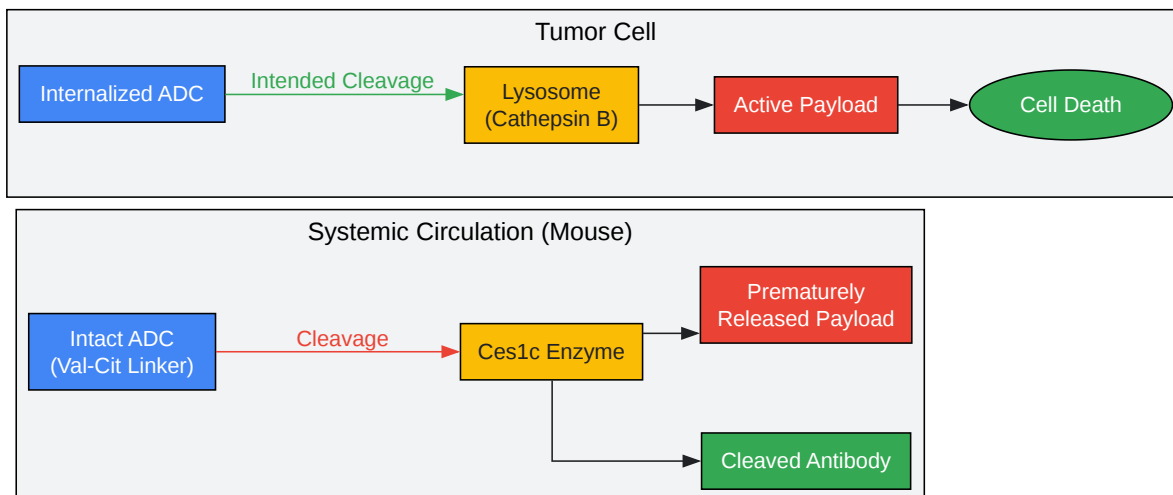 Tumor Cell
Internalized ADC
Intended Cleavage
Lysosome
(Cathepsin B)
Active Payload
Cell Death
Systemic Circulation (Mouse)
Intact ADC
(Val-Cit Linker)
Cleavage
Ces1c Enzyme
Prematurely
Released Payload
Cleaved Antibody